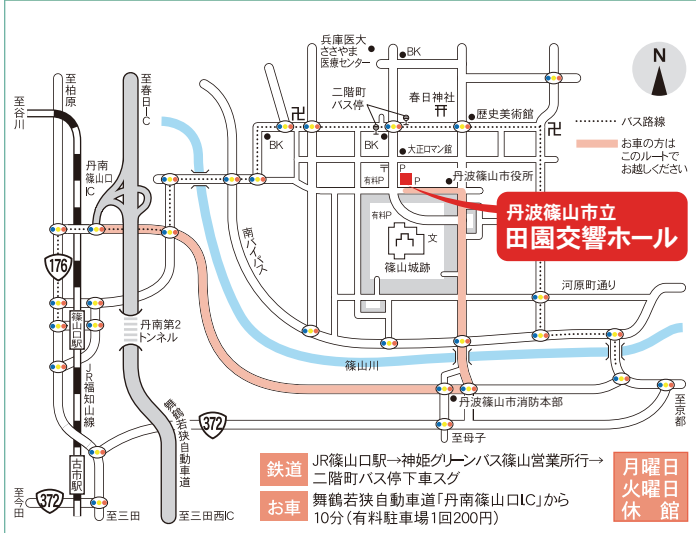 兵庫医大
ささやま
医療センター
BK
N
至柏原
至春日IC
至谷川
二階町
バス停
春日神社
歴史美術館
バス路線
お車の方は
このルートで
お越しください
BK
BK
大正ロマン館
丹南
篠山口
IC
〒
P
有料P
P
丹波篠山市役所
丹波篠山市立
田園交響ホール
有料P
文
篠山城跡
南バイパス
176
河原町通り
篠山口駅
丹南第2
トンネル
篠山川
JR福知山線
舞鶴若狭自動車道
372
丹波篠山市消防本部
至京都
至母子
古市駅
至今田
372
至三田
至三田西IC
鉄道
JR篠山口駅→神姫グリーンバス篠山営業所行→
二階町バス停下車スグ
お車
舞鶴若狭自動車道「丹南篠山口I.C」から
10分(有料駐車場1回200円)
月曜日
火曜日
休館